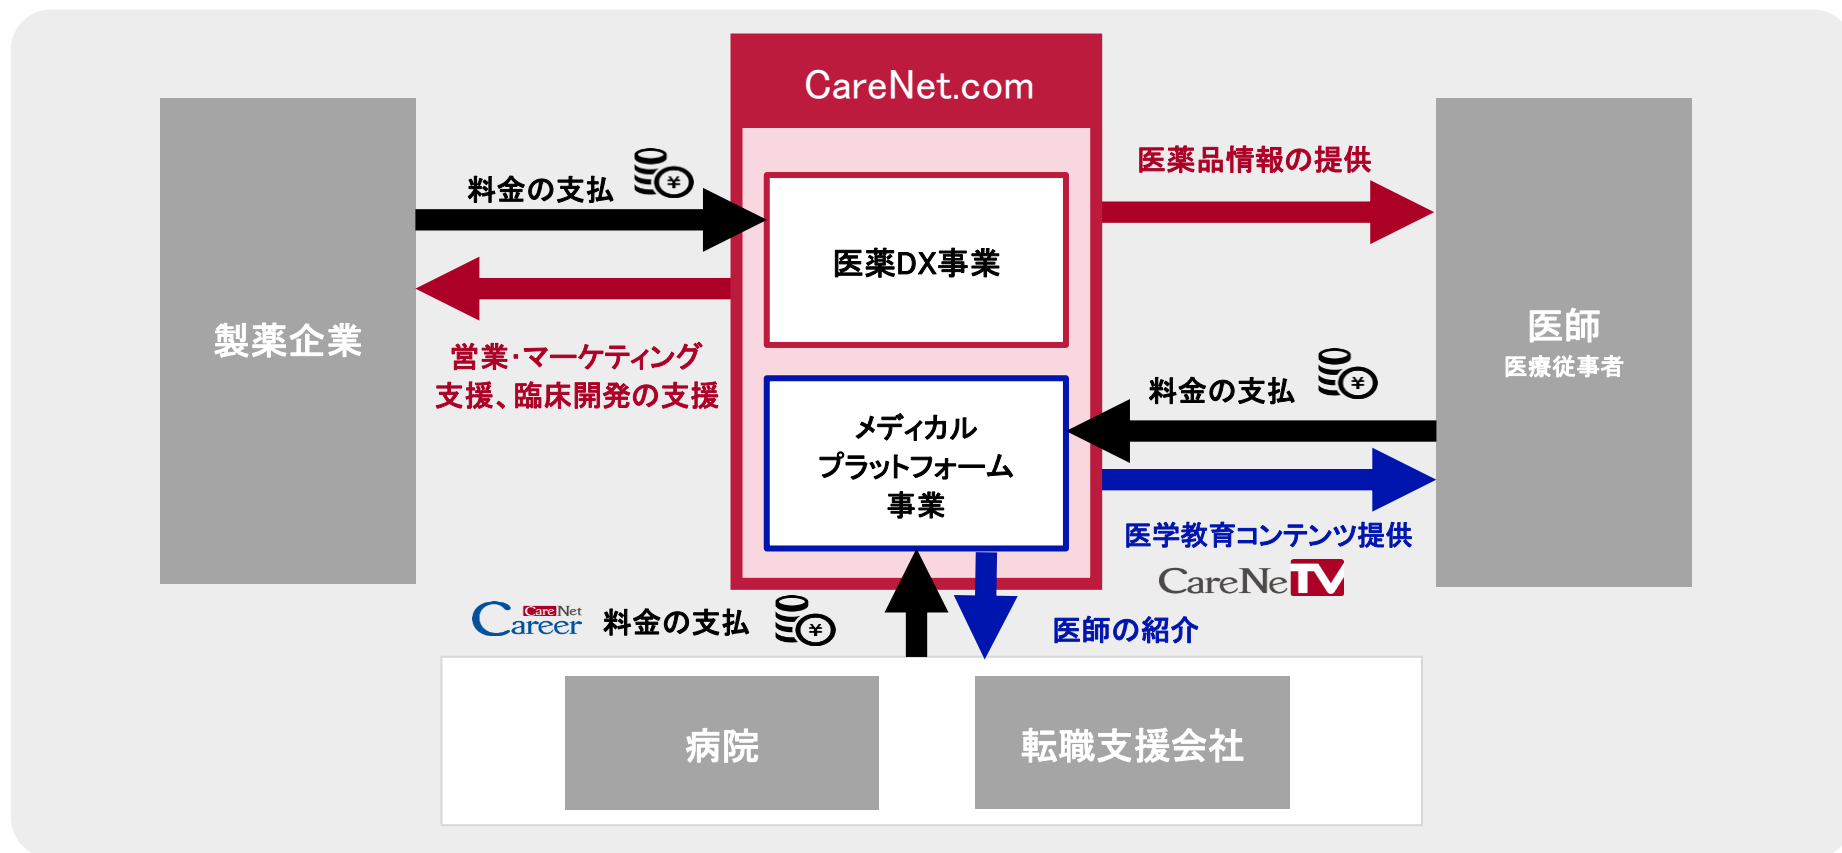 CareNet.com
料金の支払
¥
医薬DX事業
医薬品情報の提供
製薬企業
営業・マーケティング
支援、臨床開発の支援
医師
医療従事者
料金の支払
¥
メディカル
プラットフォーム
事業
医学教育コンテンツ提供
CareNeTV
CareNet
Career
料金の支払
¥
医師の紹介
病院
転職支援会社